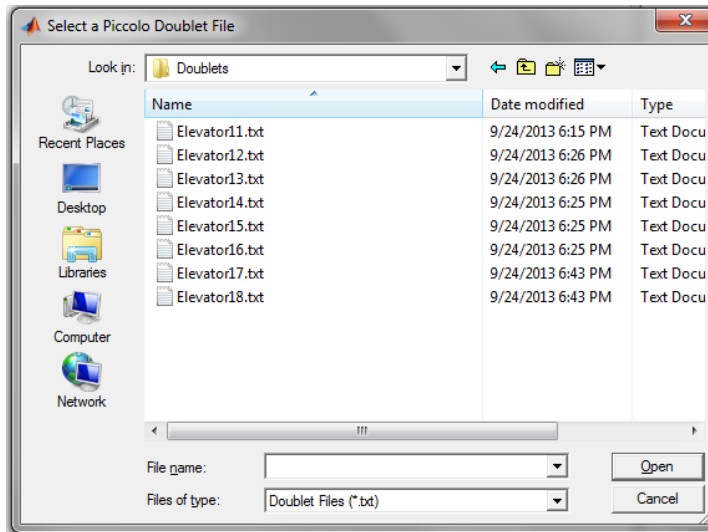 Select a Piccolo Doublet File
Look in: Doublets
Name Date modified Type
Elevator11.txt 9/24/2013 6:15 PM Text Docu
Elevator12.txt 9/24/2013 6:26 PM Text Docu
Elevator13.txt 9/24/2013 6:26 PM Text Docu
Elevator14.txt 9/24/2013 6:25 PM Text Docu
Elevator15.txt 9/24/2013 6:25 PM Text Docu
Elevator16.txt 9/24/2013 6:25 PM Text Docu
Elevator17.txt 9/24/2013 6:43 PM Text Docu
Elevator18.txt 9/24/2013 6:43 PM Text Docu
Recent Places
Desktop
Libraries
Computer
Network
File name: Open
Files of type: Doublet Files (*.txt) Cancel